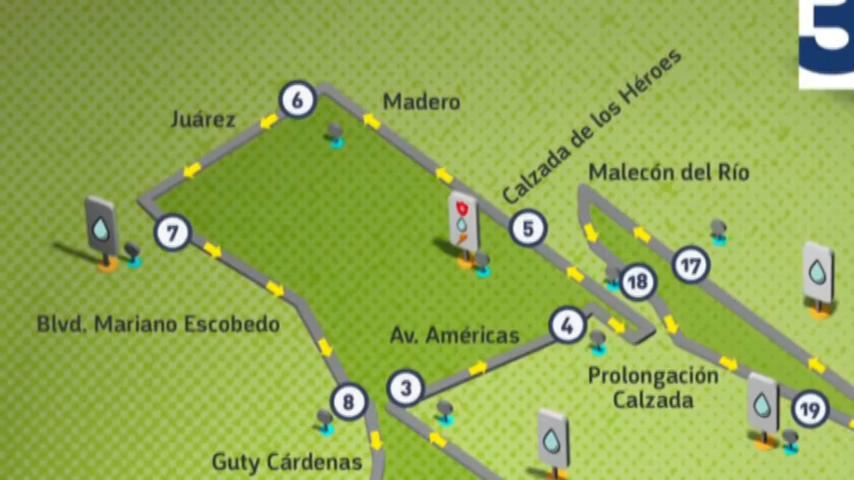 5
Juárez
6
Madero
Calzada de los Héroes
Malecón del Río
7
5
17
18
Blvd. Mariano Escobedo
Av. Américas
4
3
8
Prolongación
Calzada
19
Guty Cárdenas